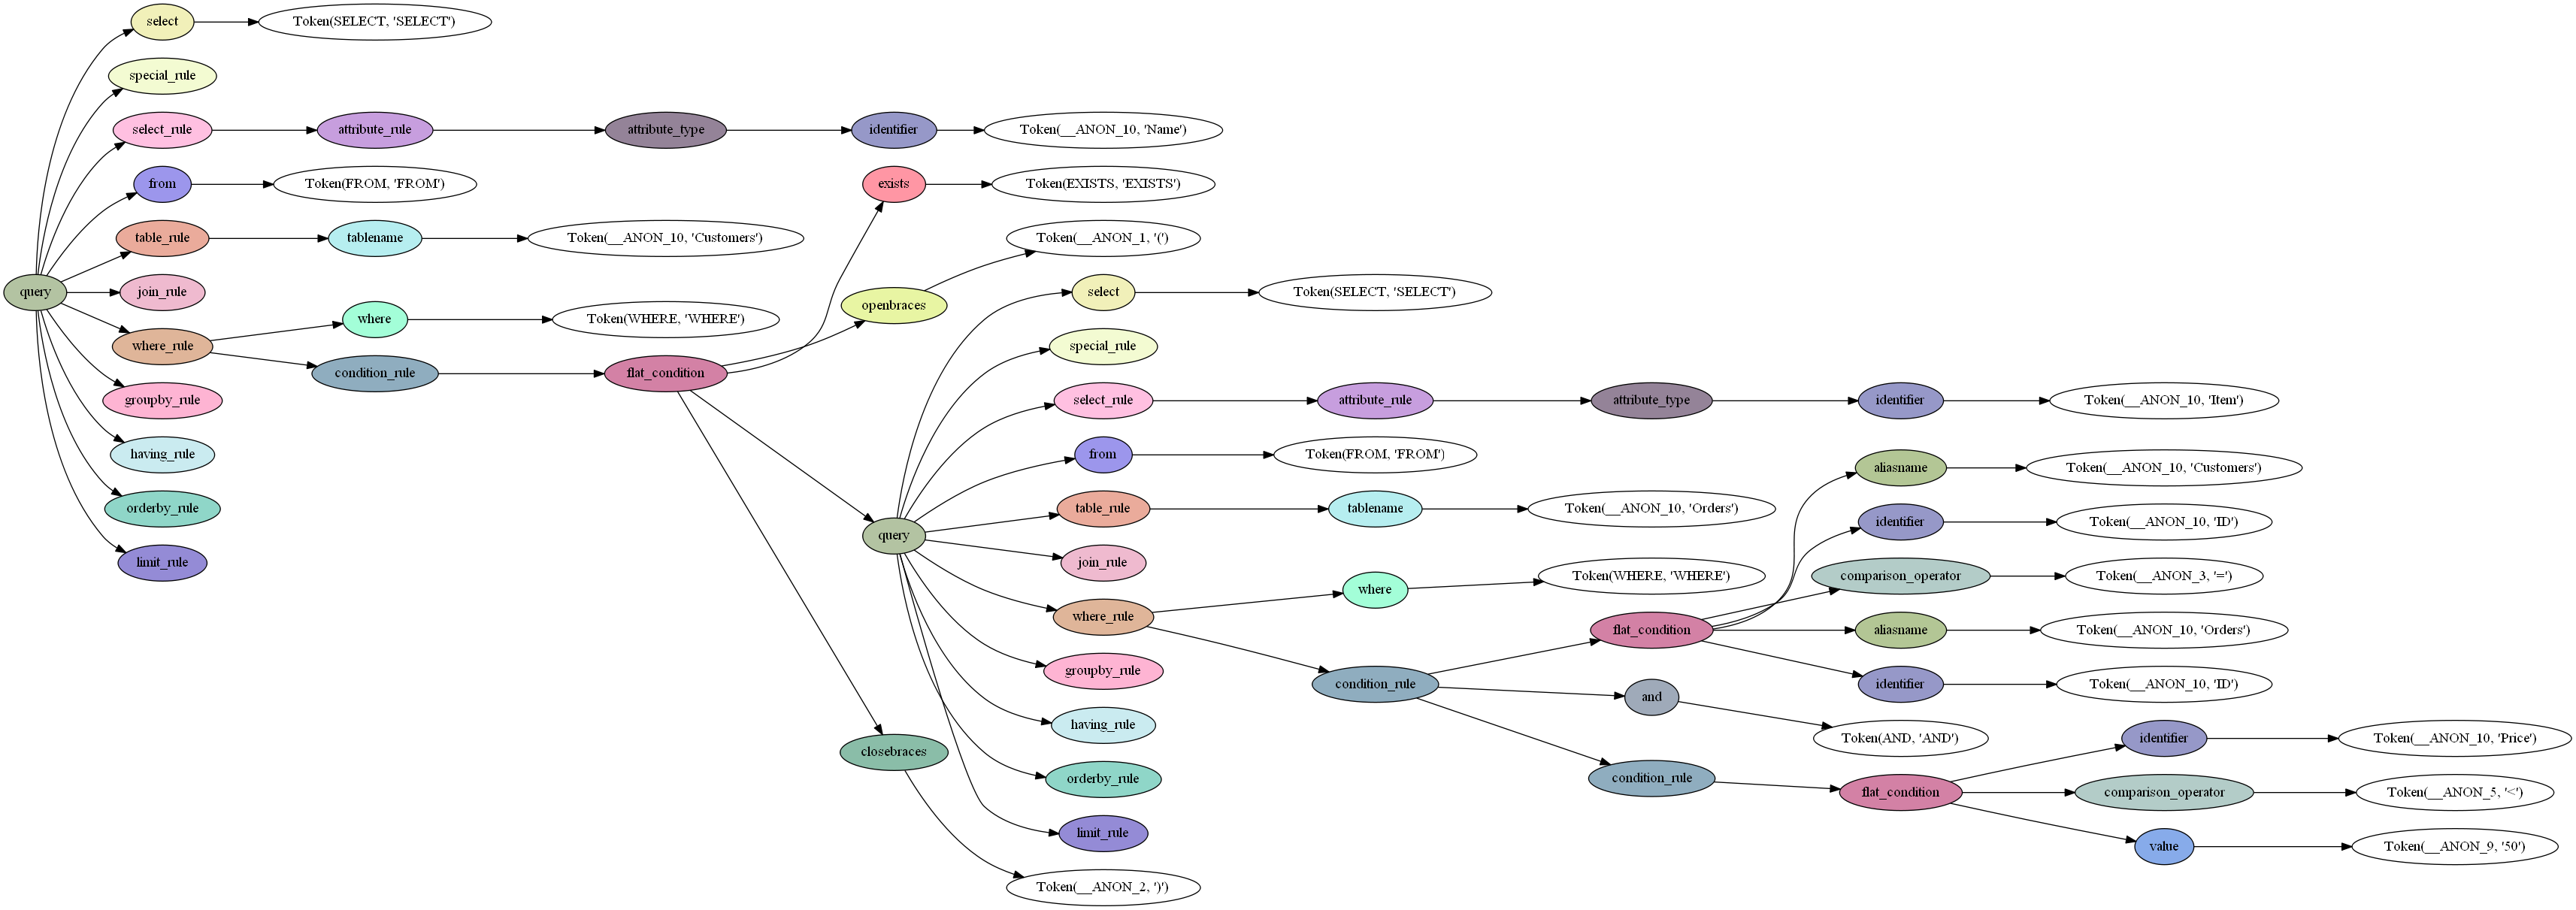 select
Token(SELECT, 'SELECT')
special_rule
select_rule
attribute_rule
attribute_type
identifier
Token(__ANON_10, 'Name')
from
Token(FROM, 'FROM')
exists
Token(EXISTS, 'EXISTS')
table_rule
tablename
Token(__ANON_10, 'Customers')
Token(__ANON_1, '(')
query
join_rule
openbraces
select
Token(SELECT, 'SELECT')
where
Token(WHERE, 'WHERE')
where_rule
special_rule
condition_rule
flat_condition
groupby_rule
select_rule
attribute_rule
attribute_type
identifier
Token(__ANON_10, 'Item')
having_rule
from
Token(FROM, 'FROM')
aliasname
Token(__ANON_10, 'Customers')
orderby_rule
table_rule
tablename
Token(__ANON_10, 'Orders')
identifier
Token(__ANON_10, 'ID')
query
limit_rule
join_rule
where
Token(WHERE, 'WHERE')
comparison_operator
Token(__ANON_3, '=')
where_rule
flat_condition
aliasname
Token(__ANON_10, 'Orders')
groupby_rule
condition_rule
and
identifier
Token(__ANON_10, 'ID')
having_rule
Token(AND, 'AND')
identifier
Token(__ANON_10, 'Price')
closebraces
orderby_rule
condition_rule
flat_condition
comparison_operator
Token(__ANON_5, '<')
limit_rule
value
Token(__ANON_9, '50')
Token(__ANON_2, ')')